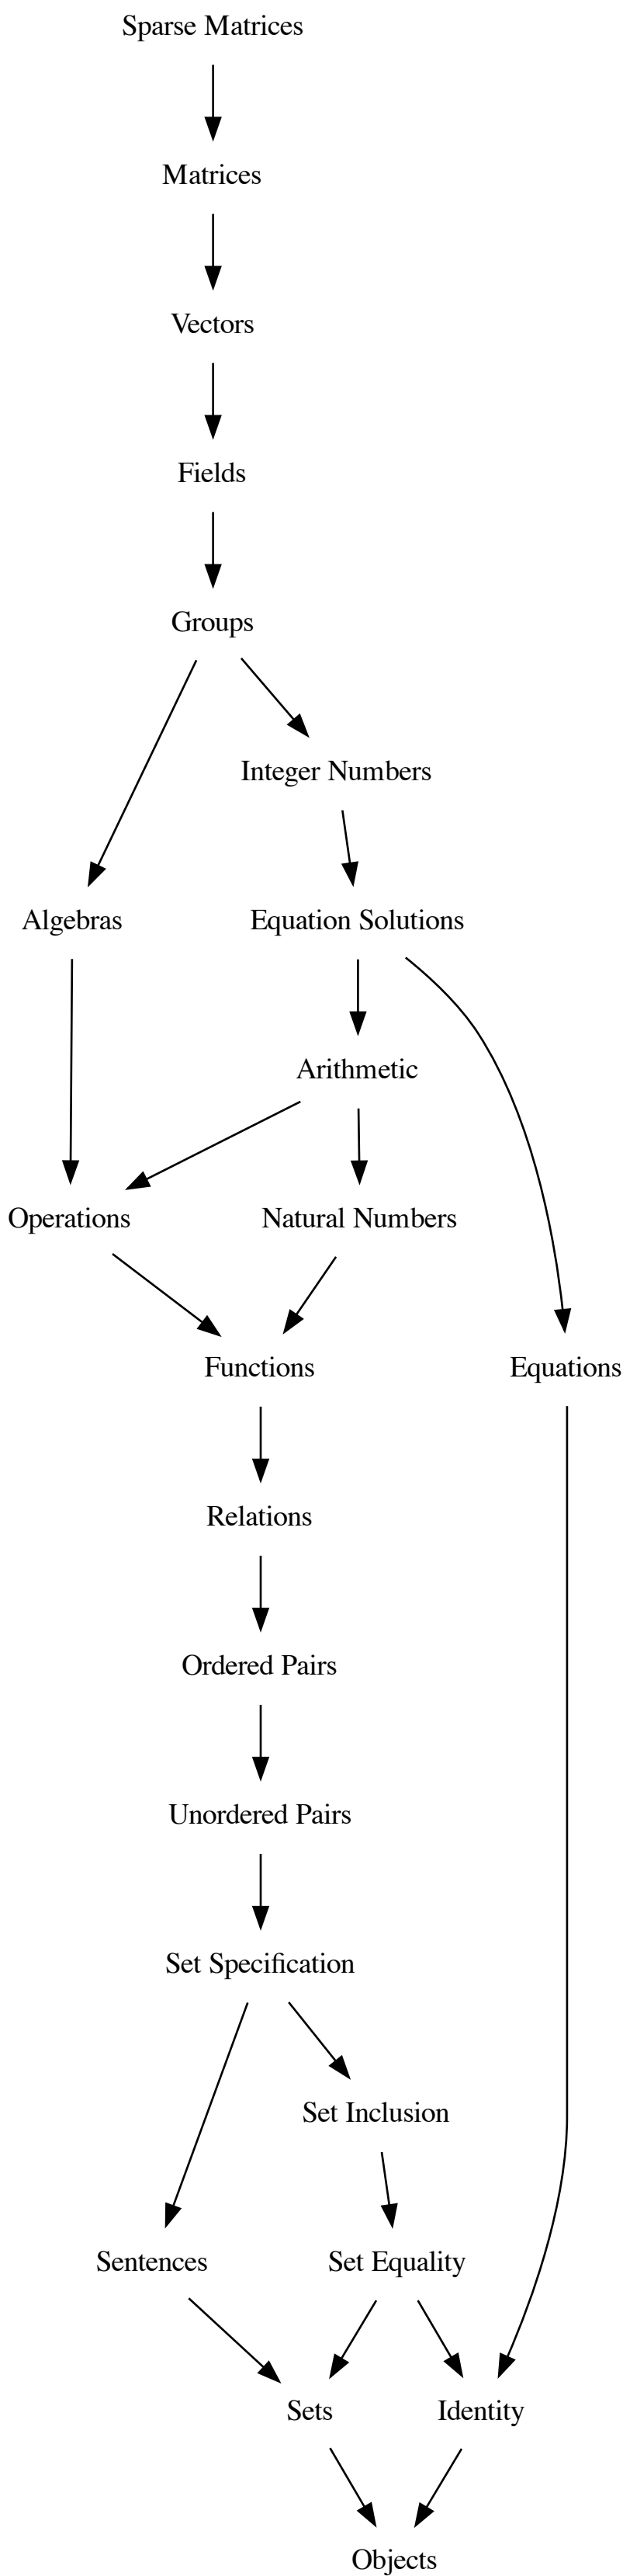 Sparse Matrices
Matrices
Vectors
Fields
Groups
Integer Numbers
Algebras
Equation Solutions
Arithmetic
Operations
Natural Numbers
Functions
Equations
Relations
Ordered Pairs
Unordered Pairs
Set Specification
Set Inclusion
Sentences
Set Equality
Sets
Identity
Objects